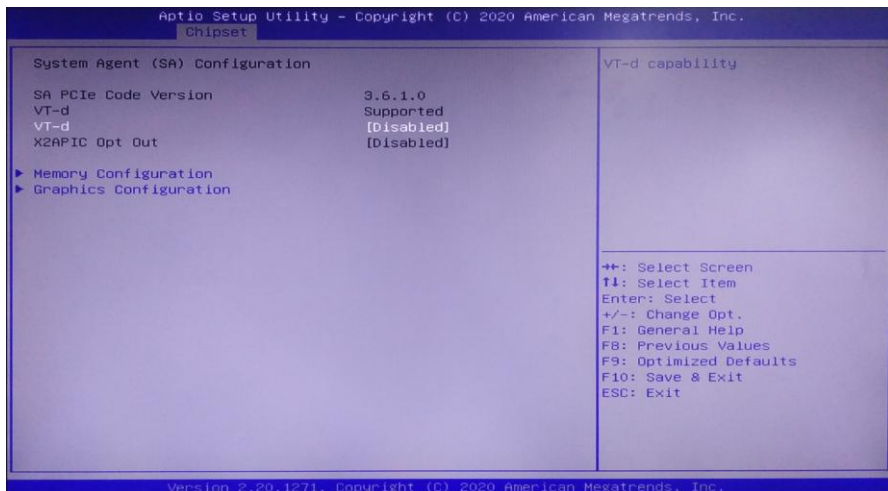 Aptio Setup Utility – Copyright (C) 2020 American Megatrends, Inc.
Chipset
System Agent (SA) Configuration
SA PCIe Code Version 3.6.1.0
VT-d Supported
VT-d [Disabled]
X2APIC Opt Out [Disabled]
► Memory Configuration
► Graphics Configuration
VT-d capability
→←: Select Screen
↑↓: Select Item
Enter: Select
+/-: Change Opt.
F1: General Help
F8: Previous Values
F9: Optimized Defaults
F10: Save & Exit
ESC: Exit
Version 2.20.1271. Copyright (C) 2020 American Megatrends, Inc.